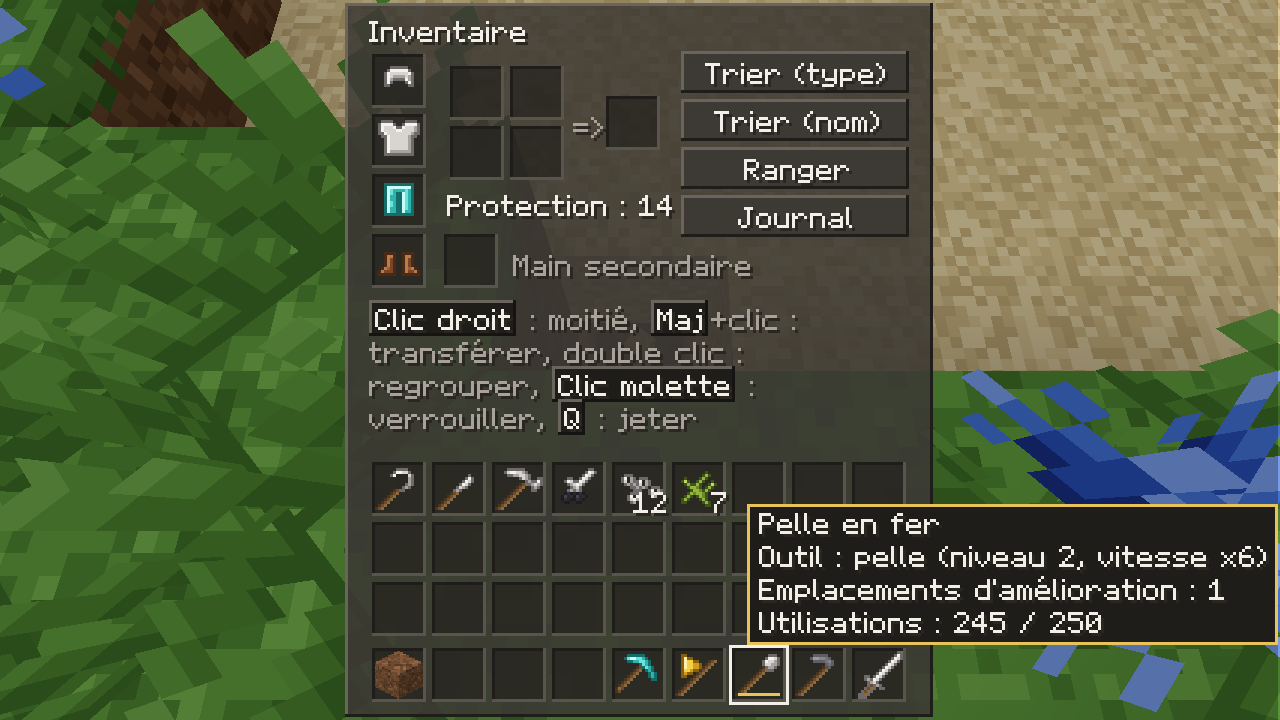 Inventaire
Trier (type)
Trier (nom)
=>
Ranger
Protection : 14
Journal
Main secondaire
Clic droit : moitié, Maj+clic :
transférer, double clic :
regrouper, Clic molette :
verrouiller, Q : jeter
12
7
Pelle en fer
Outil : pelle (niveau 2, vitesse x6)
Emplacements d'amélioration : 1
Utilisations : 245 / 250